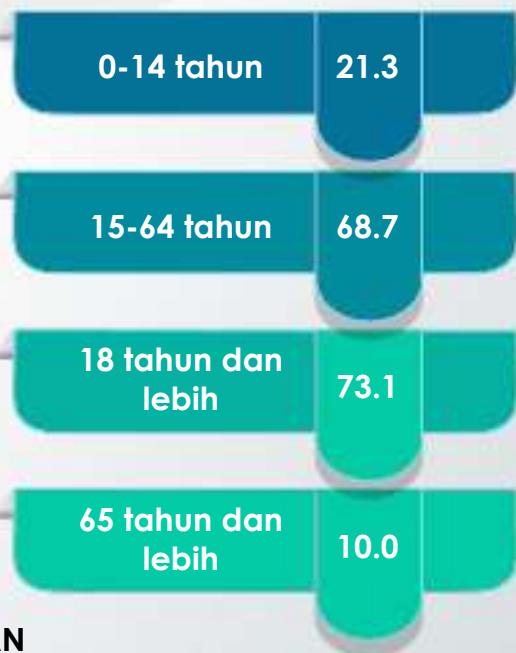 0-14 tahun 21.3
15-64 tahun 68.7
18 tahun dan
lebih 73.1
65 tahun dan
lebih 10.0